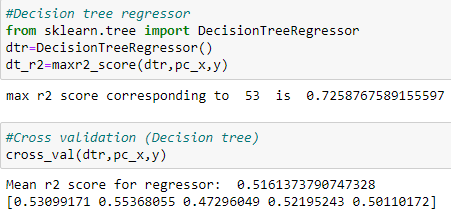 #Decision tree regressor
from sklearn.tree import DecisionTreeRegressor
dtr=DecisionTreeRegressor()
dt_r2=maxr2_score(dtr,pc_x,y)
max r2 score corresponding to  53  is  0.7258767589155597
#Cross validation (Decision tree)
cross_val(dtr,pc_x,y)
Mean r2 score for regressor:  0.5161373790747328
[0.53099171 0.55368055 0.47296049 0.52195243 0.50110172]